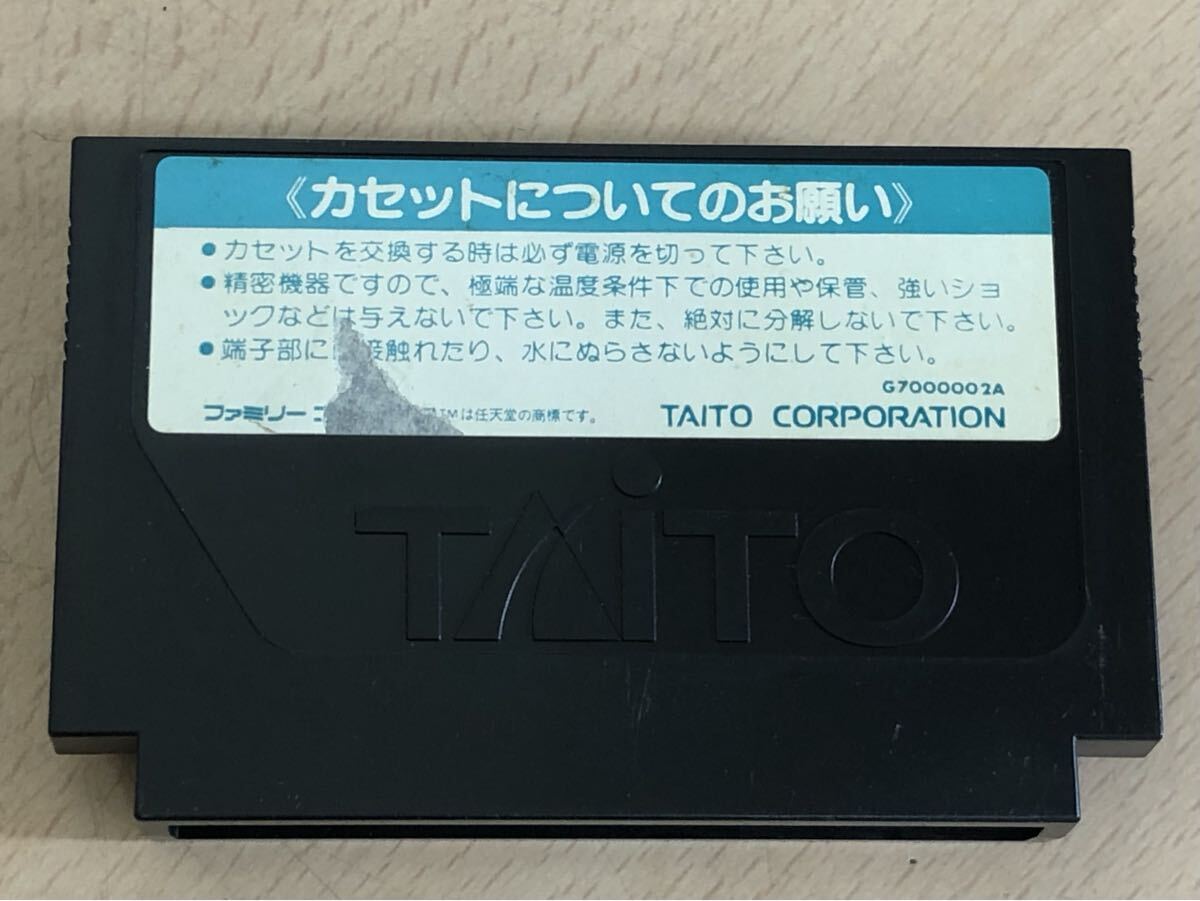 《カセットについてのお願い》
●カセットを交換する時は必ず電源を切って下さい。
●精密機器ですので、極端な温度条件下での使用や保管、強いショ
ックなどは与えないで下さい。また、絶対に分解しないで下さい。
●端子部に 接触れたり、水にぬらさないようにして下さい。
G7000002A
ファミリー TMは任天堂の商標です。
TAITO CORPORATION
TAiTO